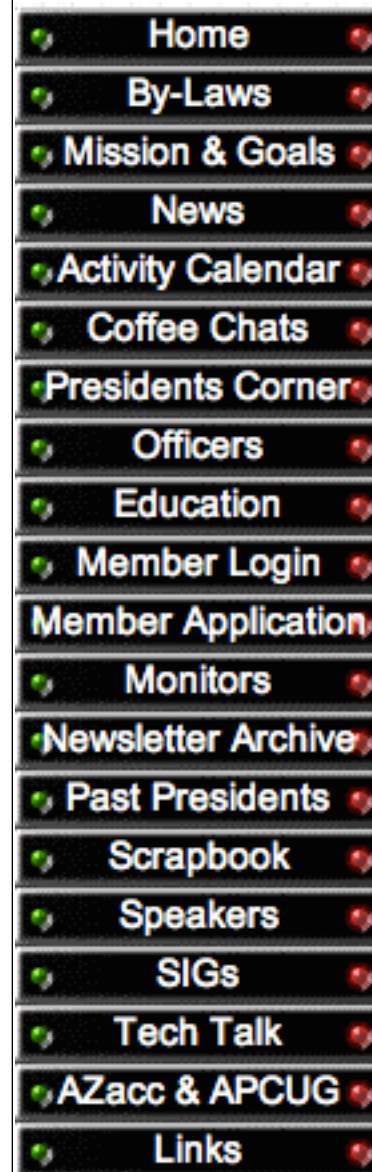 Home
By-Laws
Mission & Goals
News
Activity Calendar
Coffee Chats
Presidents Corner
Officers
Education
Member Login
Member Application
Monitors
Newsletter Archive
Past Presidents
Scrapbook
Speakers
SIGs
Tech Talk
AZacc & APCUG
Links